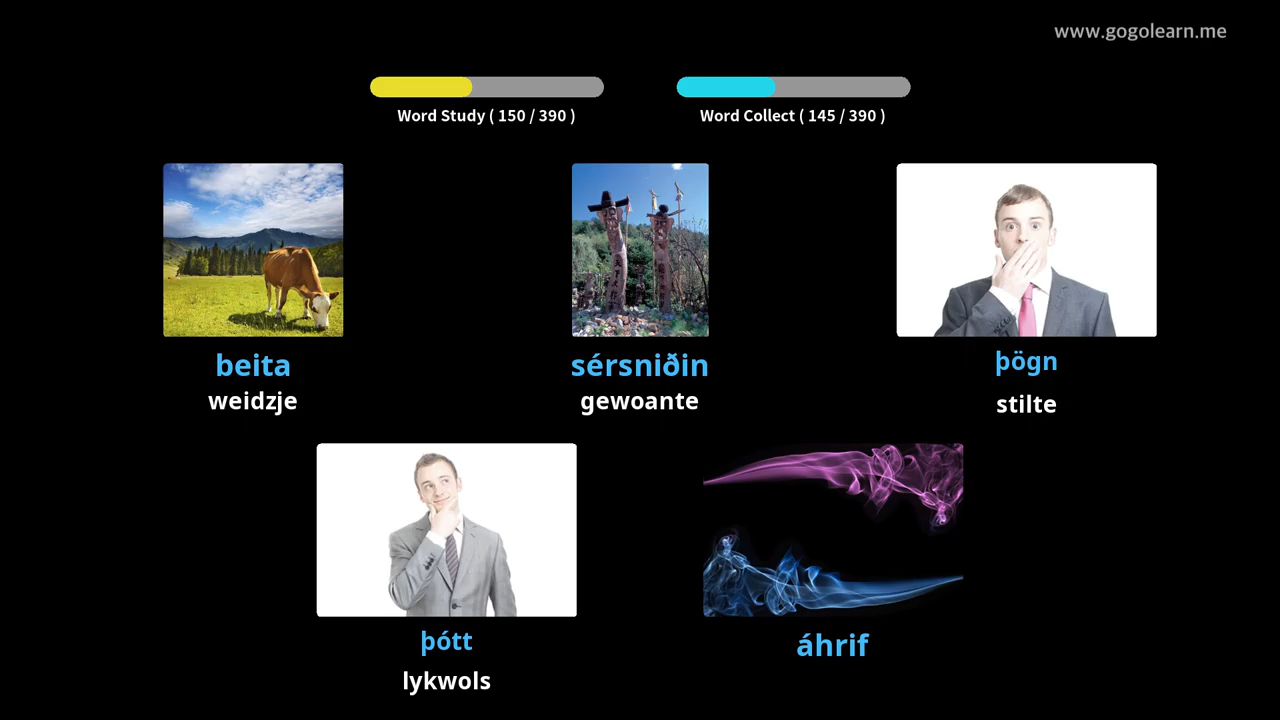 www.gogolearn.me
Word Study ( 150 / 390 )
Word Collect ( 145 / 390 )
beita
weidzje
sérsniðin
gewoante
þögn
stilte
þótt
lykwols
áhrif